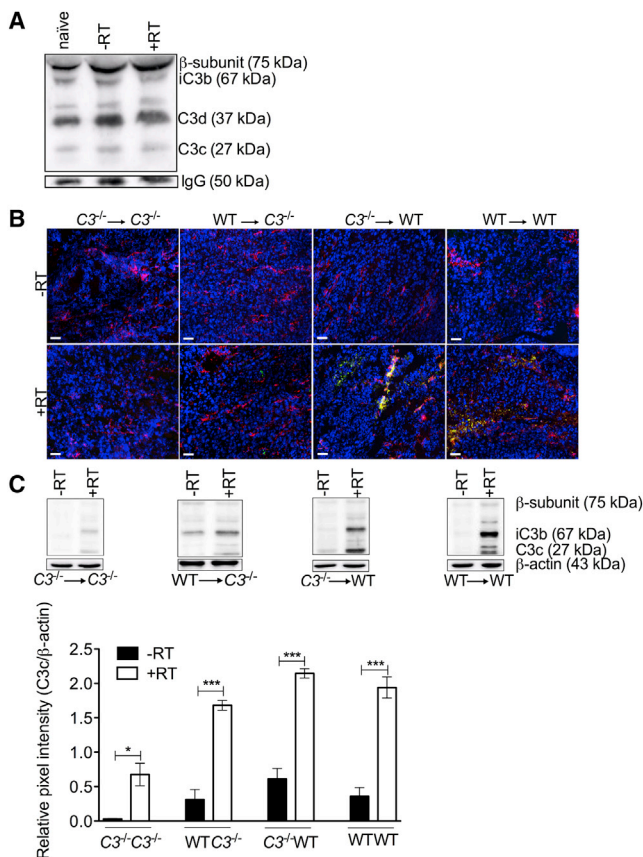 A
naïve -RT +RT
β-subunit (75 kDa)
iC3b (67 kDa)
C3d (37 kDa)
C3c (27 kDa)
IgG (50 kDa)
B
C3-/- → C3-/- WT → C3-/- C3-/- → WT WT → WT
-RT
+RT
C
-RT +RT -RT +RT -RT +RT -RT +RT
β-subunit (75 kDa)
iC3b (67 kDa)
C3c (27 kDa)
β-actin (43 kDa)
C3-/- → C3-/- WT → C3-/- C3-/- → WT WT → WT
Relative pixel intensity (C3c/β-actin)
-RT
+RT
2.5
2.0
1.5
1.0
0.5
0.0
* *** *** ***
C3-/-C3-/- WTC3-/- C3-/-WT WTWT